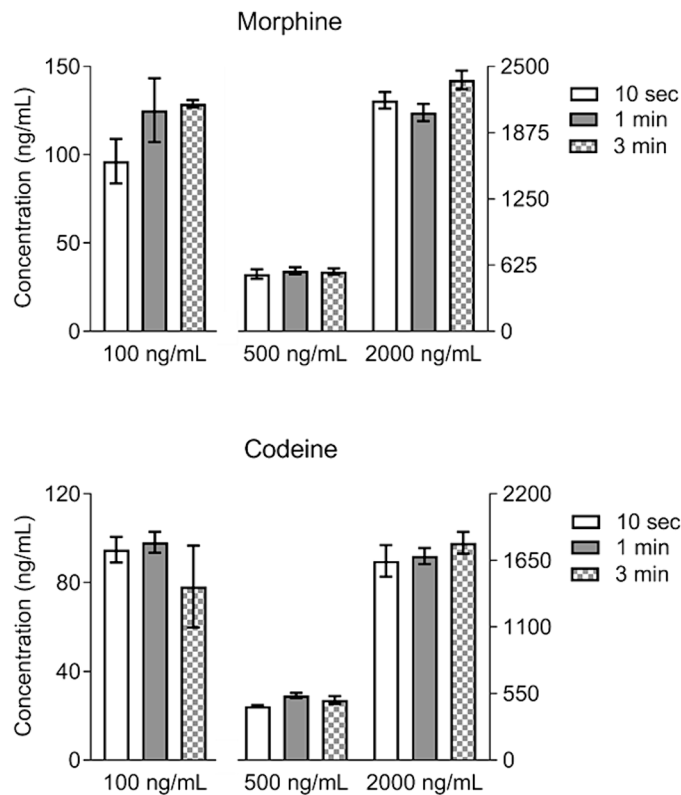 Morphine
Concentration (ng/mL)
150
100
50
0
2500
1875
1250
625
0
10 sec
1 min
3 min
100 ng/mL
500 ng/mL
2000 ng/mL
Codeine
Concentration (ng/mL)
120
80
40
0
2200
1650
1100
550
0
10 sec
1 min
3 min
100 ng/mL
500 ng/mL
2000 ng/mL